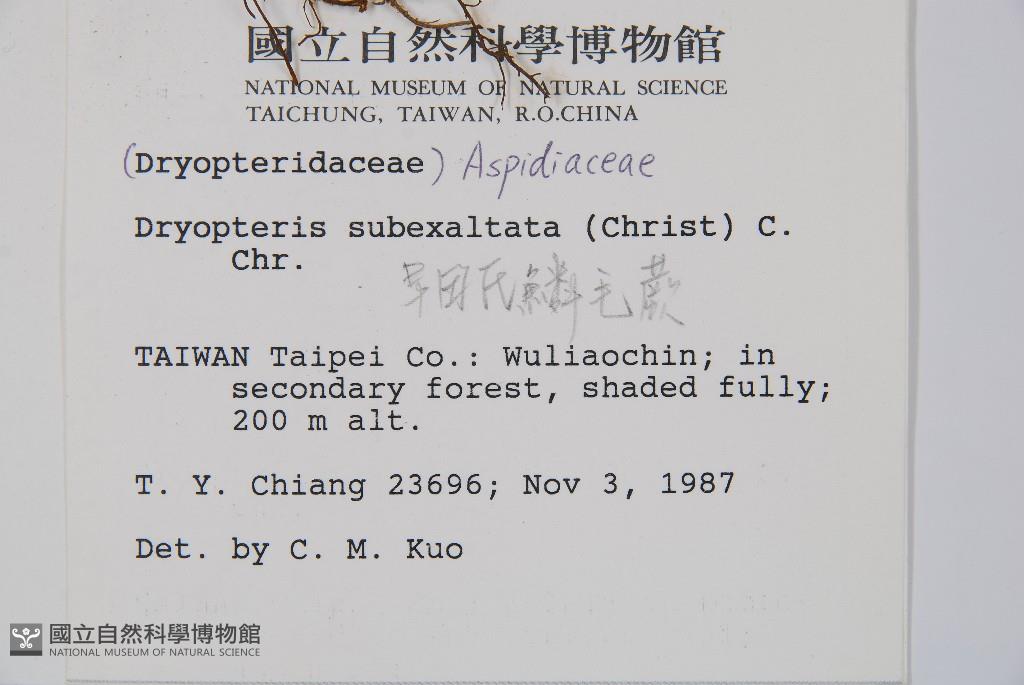 國立自然科學博物館
NATIONAL MUSEUM OF NATURAL SCIENCE
TAICHUNG, TAIWAN, R.O.CHINA
(Dryopteridaceae) Aspidiaceae
Dryopteris subexaltata (Christ) C.
Chr.
早田氏鱗毛蕨
TAIWAN Taipei Co.: Wuliaochin; in
secondary forest, shaded fully;
200 m alt.
T. Y. Chiang 23696; Nov 3, 1987
Det. by C. M. Kuo
國立自然科學博物館
NATIONAL MUSEUM OF NATURAL SCIENCE